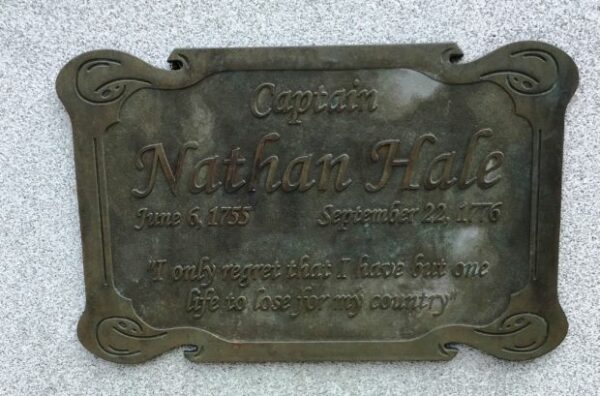 Captain
Nathan Hale
June 6, 1755 September 22, 1776
"I only regret that I have but one
life to lose for my country"